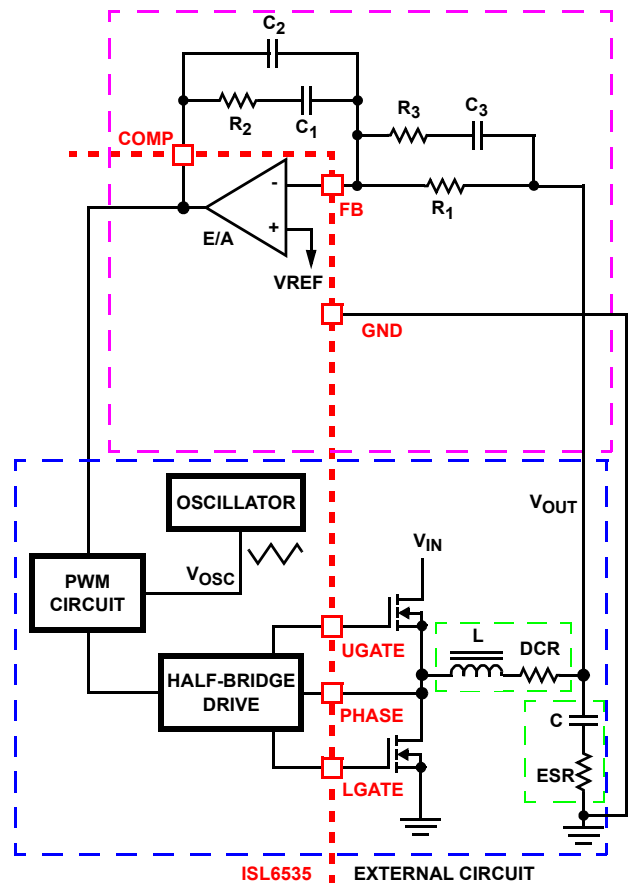 C2
R2
C1
R3
C3
COMP
-
+
E/A
FB
R1
VREF
GND
OSCILLATOR
VOUT
VIN
PWM
CIRCUIT
VOSC
L
DCR
UGATE
HALF-BRIDGE
DRIVE
PHASE
C
ESR
LGATE
ISL6535
EXTERNAL CIRCUIT